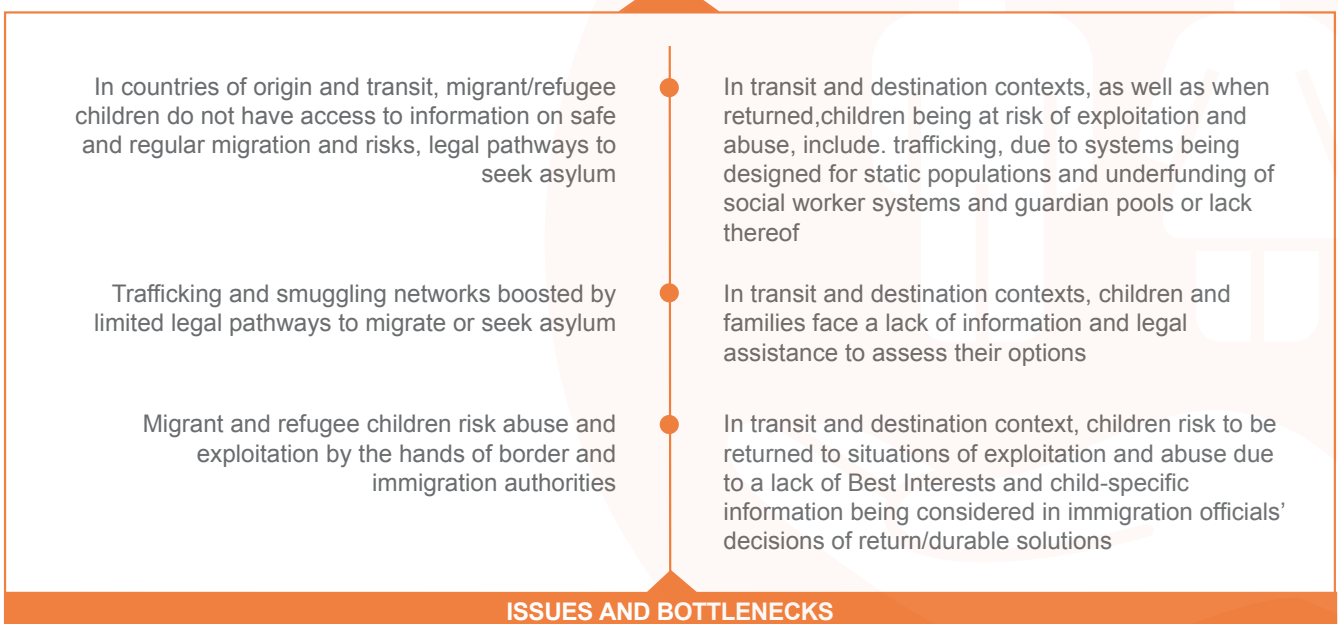 In countries of origin and transit, migrant/refugee
children do not have access to information on safe
and regular migration and risks, legal pathways to
seek asylum
In transit and destination contexts, as well as when
returned,children being at risk of exploitation and
abuse, include. trafficking, due to systems being
designed for static populations and underfunding of
social worker systems and guardian pools or lack
thereof
Trafficking and smuggling networks boosted by
limited legal pathways to migrate or seek asylum
In transit and destination contexts, children and
families face a lack of information and legal
assistance to assess their options
Migrant and refugee children risk abuse and
exploitation by the hands of border and
immigration authorities
In transit and destination context, children risk to be
returned to situations of exploitation and abuse due
to a lack of Best Interests and child-specific
information being considered in immigration officials’
decisions of return/durable solutions
ISSUES AND BOTTLENECKS